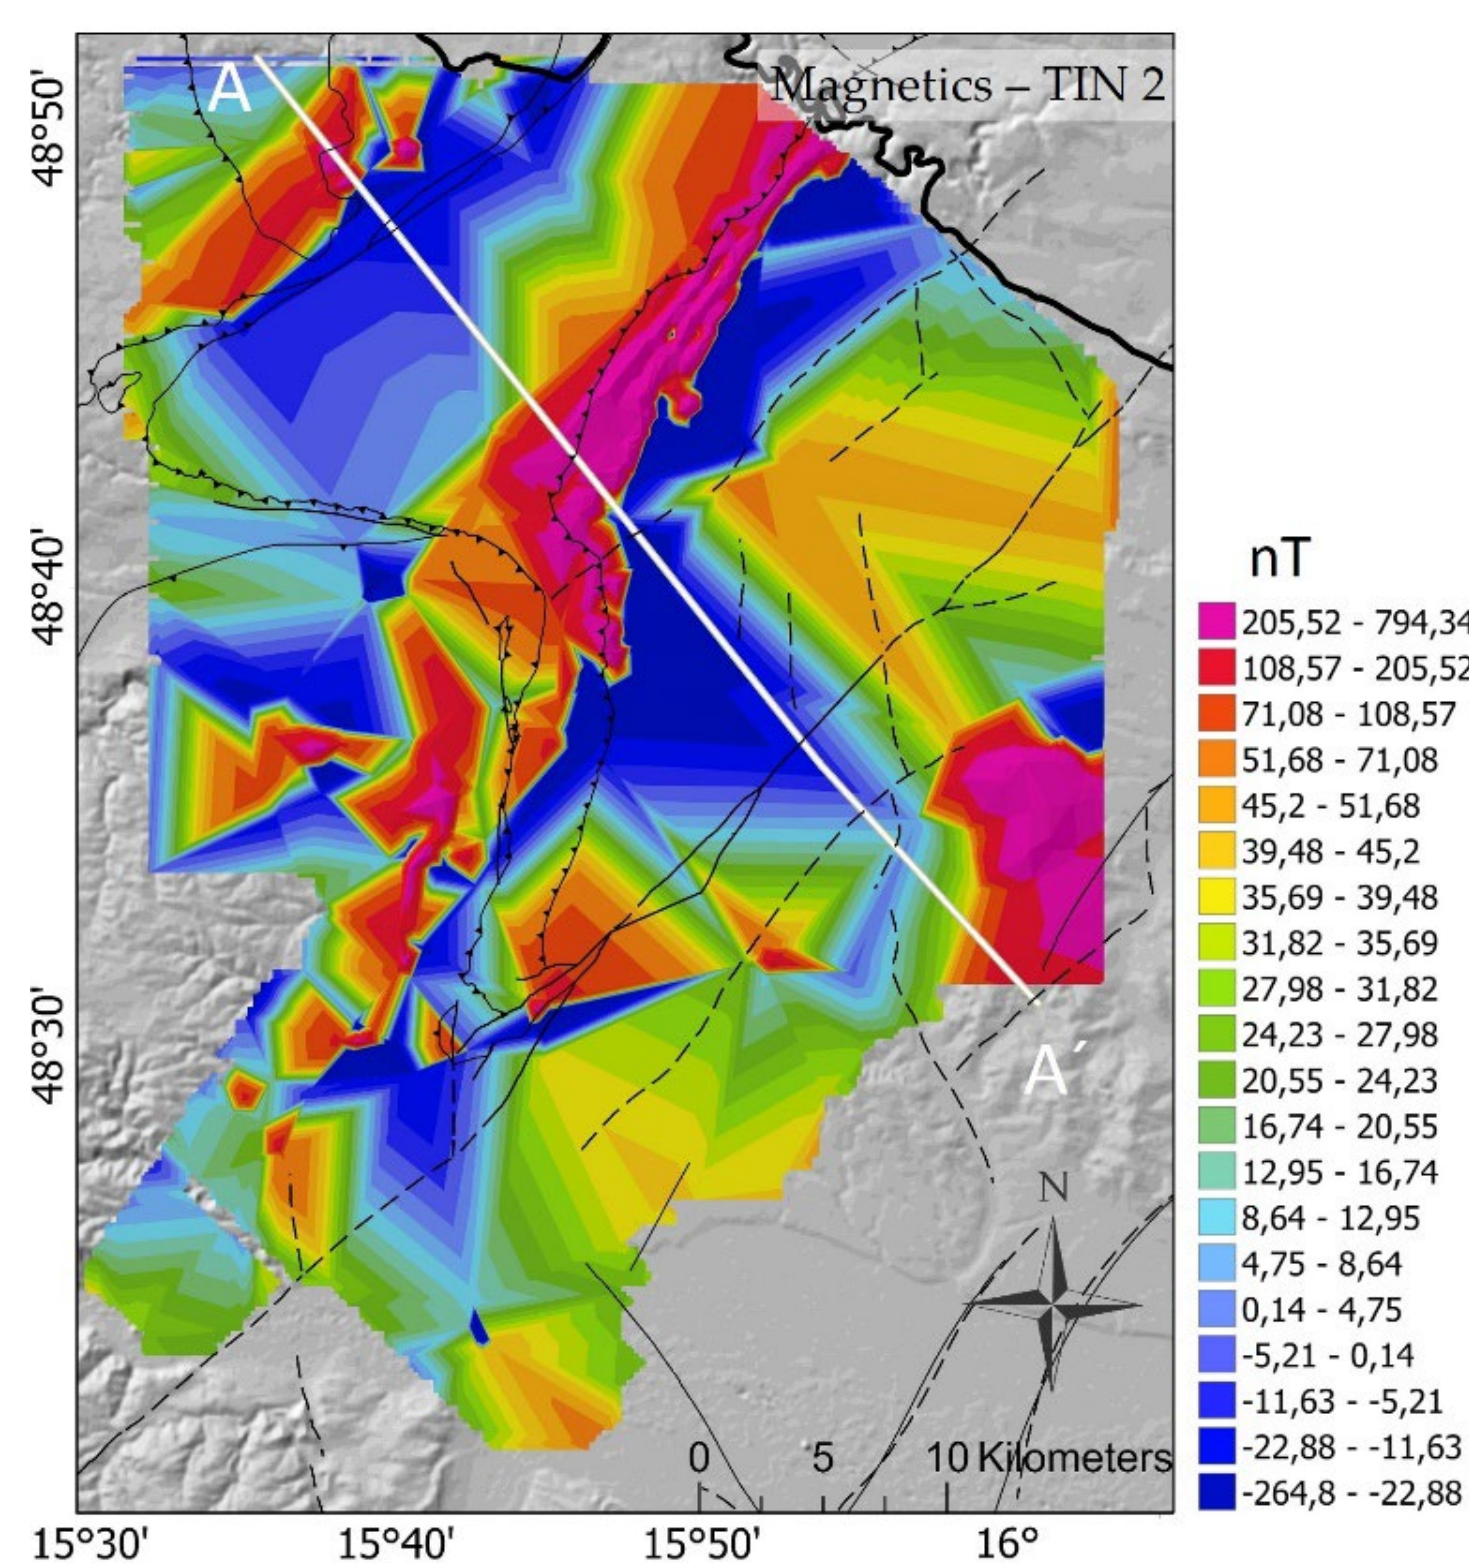 Magnetics – TIN 2
A
48°50'
48°40'
48°30'
A´
N
0 5 10 Kilometers
15°30' 15°40' 15°50' 16°
nT
205,52 - 794,34
108,57 - 205,52
71,08 - 108,57
51,68 - 71,08
45,2 - 51,68
39,48 - 45,2
35,69 - 39,48
31,82 - 35,69
27,98 - 31,82
24,23 - 27,98
20,55 - 24,23
16,74 - 20,55
12,95 - 16,74
8,64 - 12,95
4,75 - 8,64
0,14 - 4,75
-5,21 - 0,14
-11,63 - -5,21
-22,88 - -11,63
-264,8 - -22,88